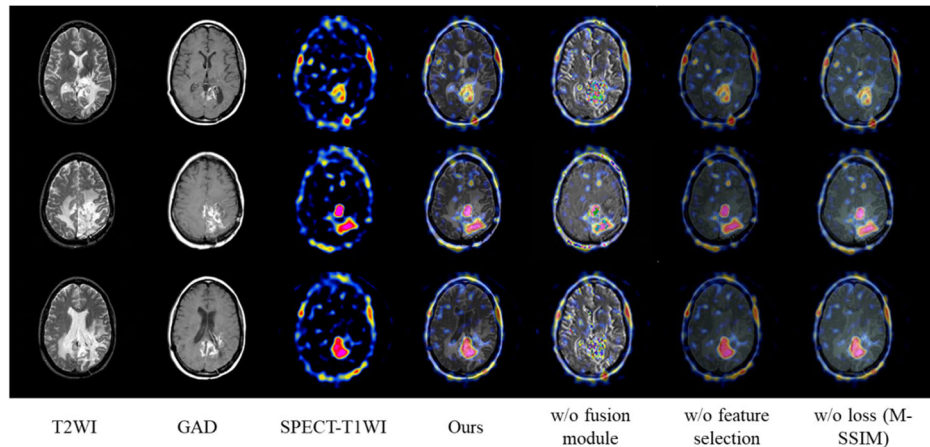 T2WI
GAD
SPECT-T1WI
Ours
w/o fusion
module
w/o feature
selection
w/o loss (M-
SSIM)